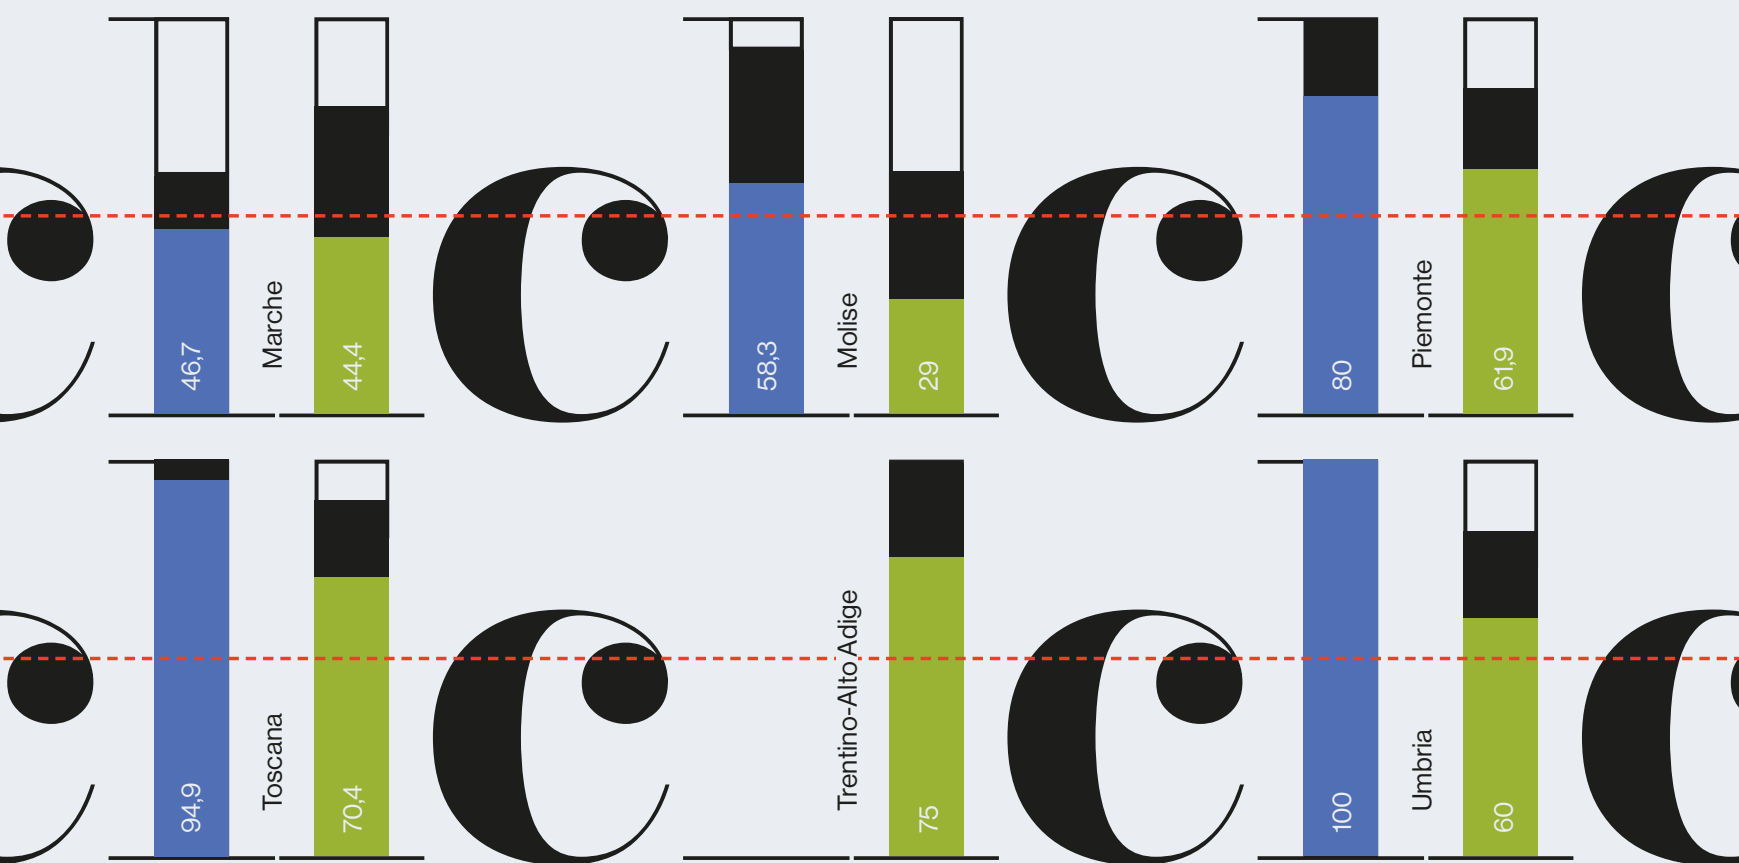 46,7
Marche
44,4
58,3
Molise
29
80
Piemonte
61,9
94,9
Toscana
70,4
Trentino-Alto Adige
75
100
Umbria
60